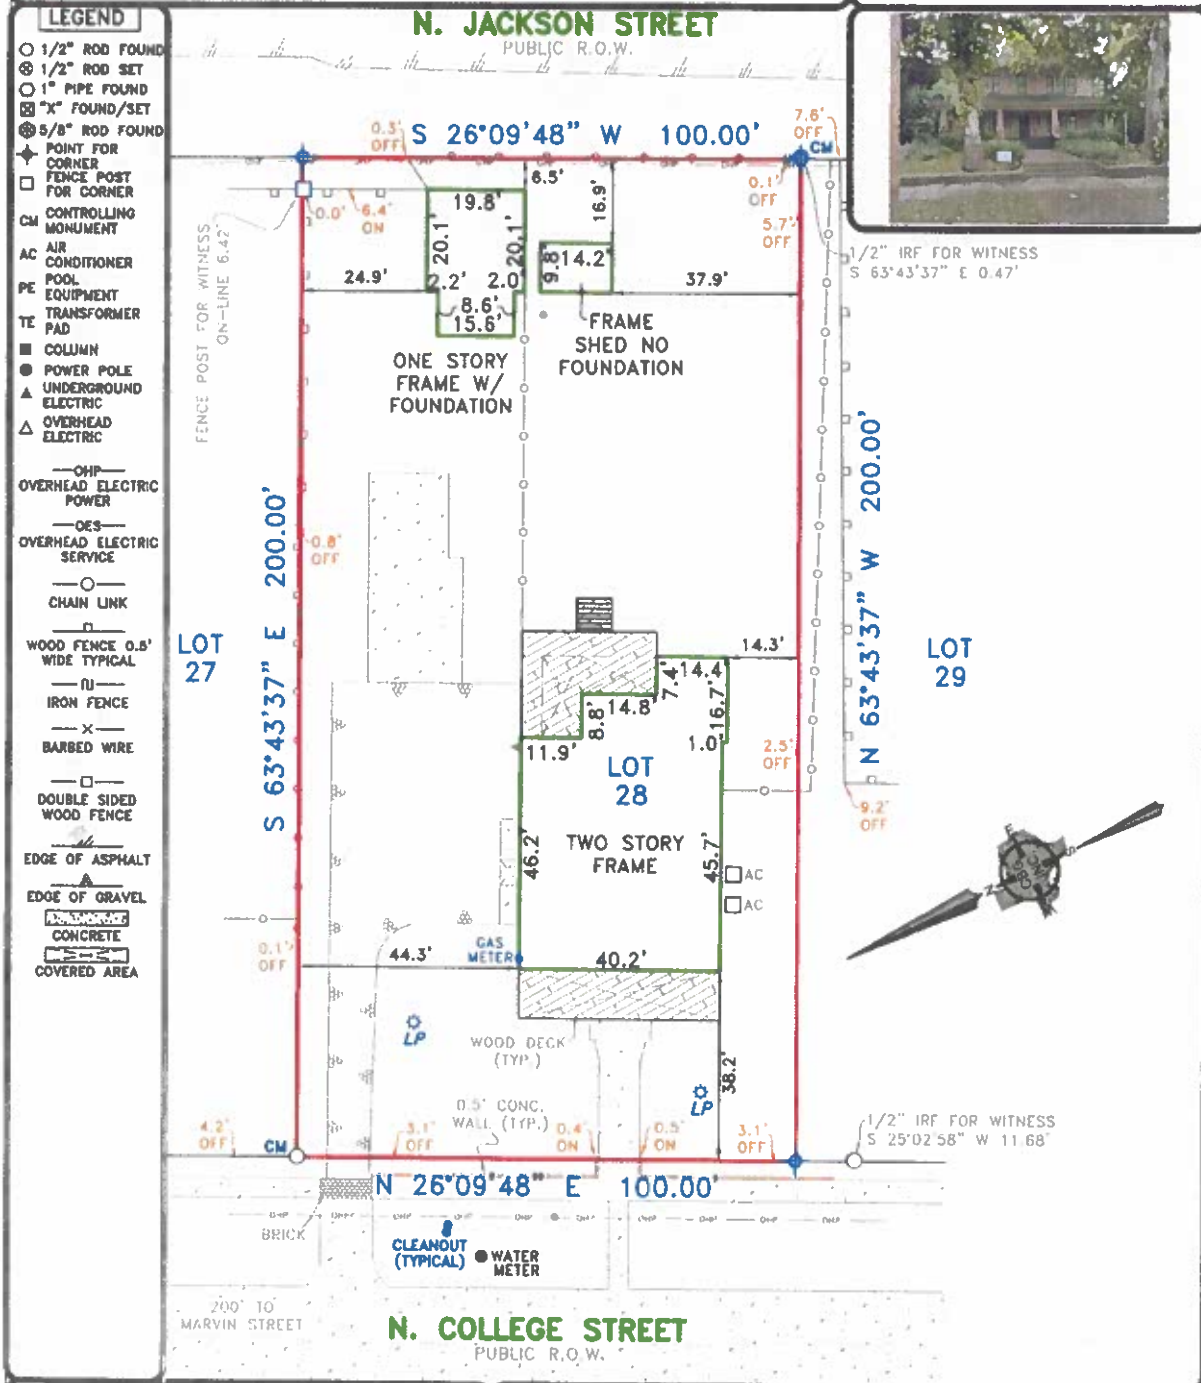 LEGEND
1/2" ROD FOUND
1/2" ROD SET
1" PIPE FOUND
"X" FOUND/SET
5/8" ROD FOUND
POINT FOR
CORNER
FENCE POST
FOR CORNER
CM CONTROLLING
MONUMENT
AC AIR
CONDITIONER
PE POOL
EQUIPMENT
TE TRANSFORMER
PAD
COLUMN
POWER POLE
UNDERGROUND
ELECTRIC
OVERHEAD
ELECTRIC
OHP
OVERHEAD ELECTRIC
POWER
OES
OVERHEAD ELECTRIC
SERVICE
CHAIN LINK
WOOD FENCE 0.5'
WIDE TYPICAL
IRON FENCE
BARBED WIRE
DOUBLE SIDED
WOOD FENCE
EDGE OF ASPHALT
EDGE OF GRAVEL
CONCRETE
COVERED AREA
N. JACKSON STREET
PUBLIC R.O.W.
S 26°09'48" W 100.00'
0.3'
OFF
7.6'
OFF
CM
0.1'
OFF
5.7'
OFF
1/2" IRF FOR WITNESS
S 63°43'37" E 0.47'
0.0'
6.4'
ON
FENCE POST FOR WITNESS
ON-LINE 6.42'
19.8'
20.1'
20.1'
6.5'
16.9'
9.8'
14.2'
24.9'
2.2'
2.0'
8.6'
15.6'
37.9'
ONE STORY
FRAME W/
FOUNDATION
FRAME
SHED NO
FOUNDATION
S 63°43'37" E 200.00'
0.8'
OFF
N 63°43'37" W 200.00'
LOT
27
LOT
29
14.3'
7.4'
14.4'
14.8'
8.8'
16.7'
11.9'
1.0'
2.5'
OFF
9.2'
OFF
LOT
28
TWO STORY
FRAME
46.2'
45.7'
AC
AC
0.1'
OFF
44.3'
GAS
METER
40.2'
LP
WOOD DECK
(TYP.)
38.2'
LP
0.5' CONC.
WALL (TYP.)
4.2'
OFF
CM
3.1'
OFF
0.4'
ON
0.5'
ON
3.1'
OFF
1/2" IRF FOR WITNESS
S 25°02'58" W 11.68'
N 26°09'48" E 100.00'
OHP OHP OHP OHP OHP OHP OHP OHP OHP
BRICK
CLEANOUT
(TYPICAL)
WATER
METER
200' TO
MARVIN STREET
N. COLLEGE STREET
PUBLIC R.O.W.